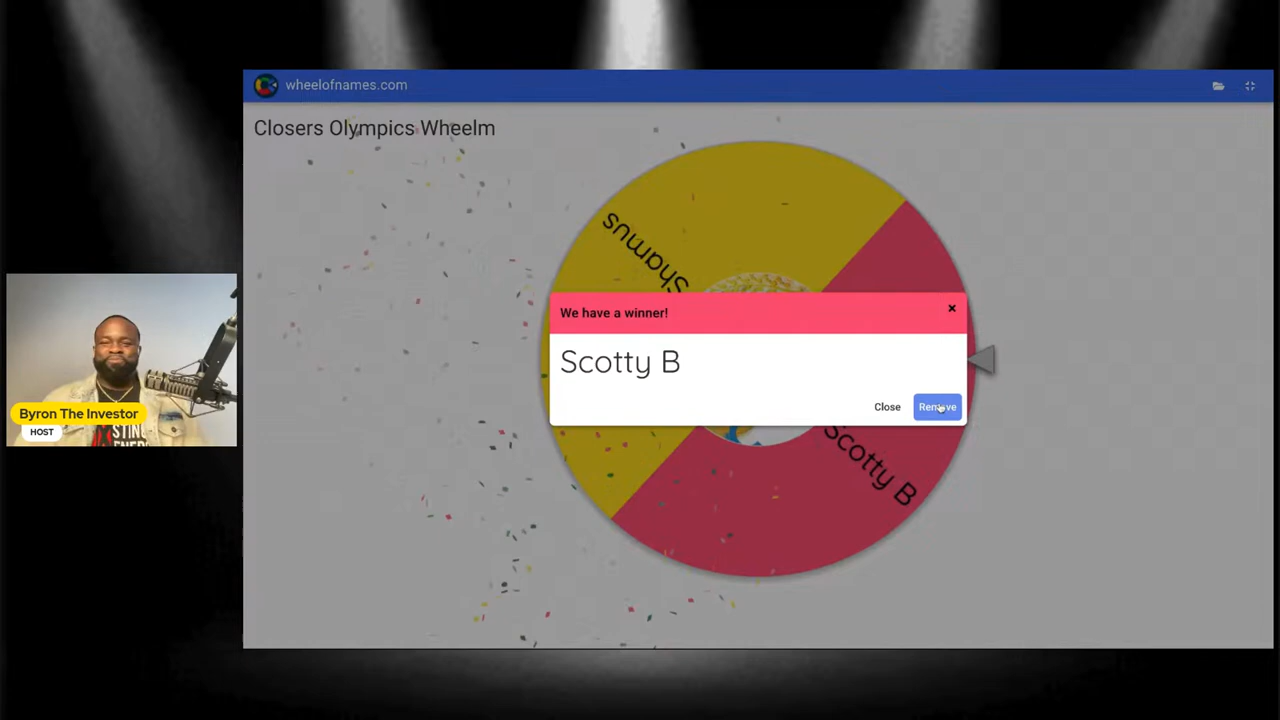 wheelofnames.com
Closers Olympics Wheelm
Shamus
We have a winner!
Scotty B
Close
Remove
Scotty B
Byron The Investor
HOST